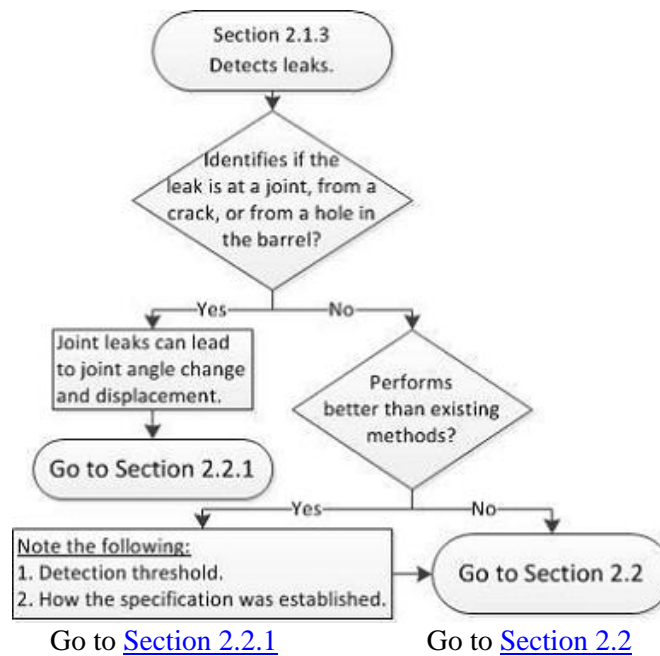 Section 2.1.3
Detects leaks.
Identifies if the
leak is at a joint, from a
crack, or from a hole in
the barrel?
Yes
No
Joint leaks can lead
to joint angle change
and displacement.
Performs
better than existing
methods?
Go to Section 2.2.1
Yes
No
Note the following:
1. Detection threshold.
2. How the specification was established.
Go to Section 2.2
Go to Section 2.2.1
Go to Section 2.2